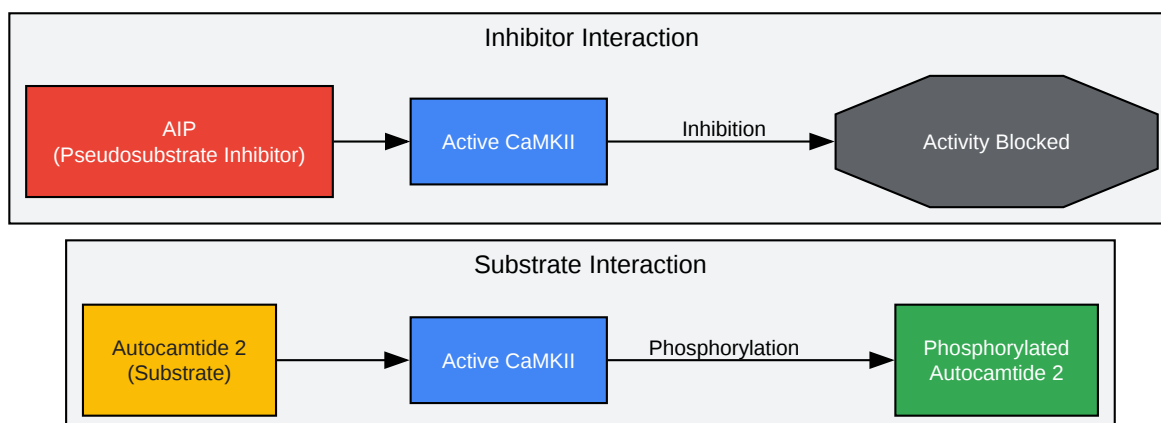 Inhibitor Interaction
AIP
(Pseudosubstrate Inhibitor)
Active CaMKII
Inhibition
Activity Blocked
Substrate Interaction
Autocamtide 2
(Substrate)
Active CaMKII
Phosphorylation
Phosphorylated
Autocamtide 2